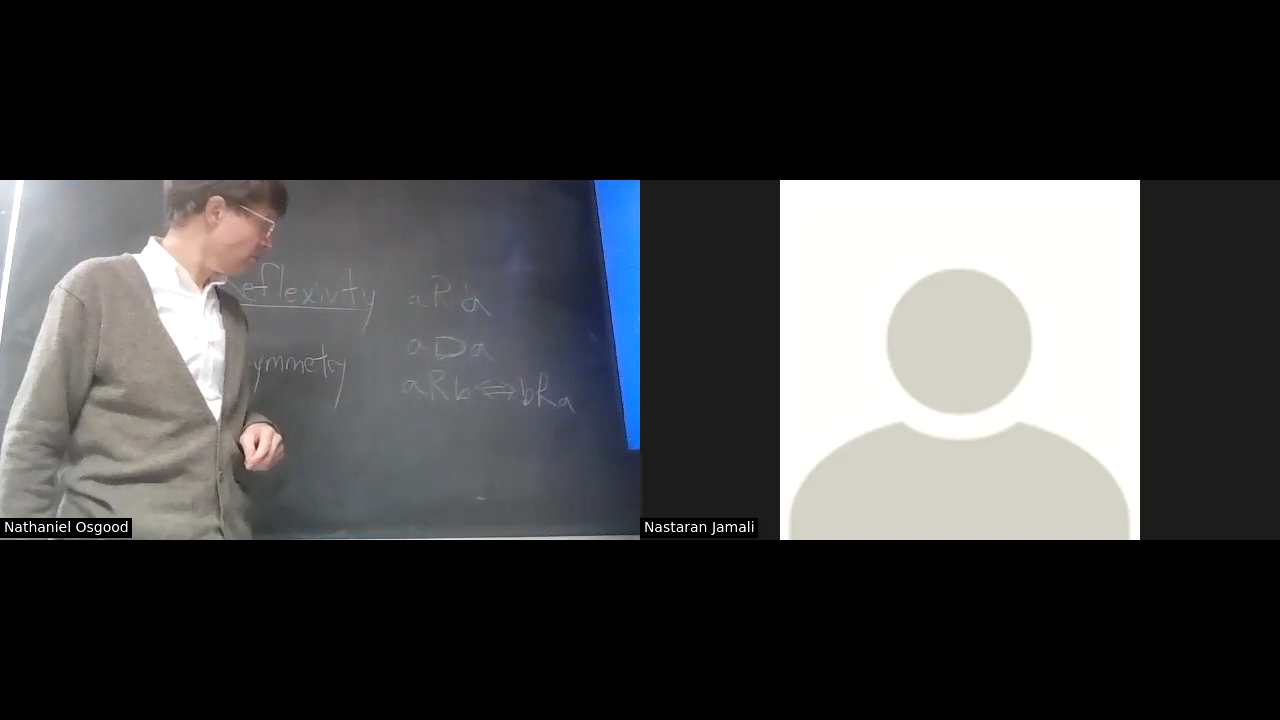 eflexivity aRa
aDa
ymmetry
aRb ⇔ bRa
Nathaniel Osgood
Nastaran Jamali